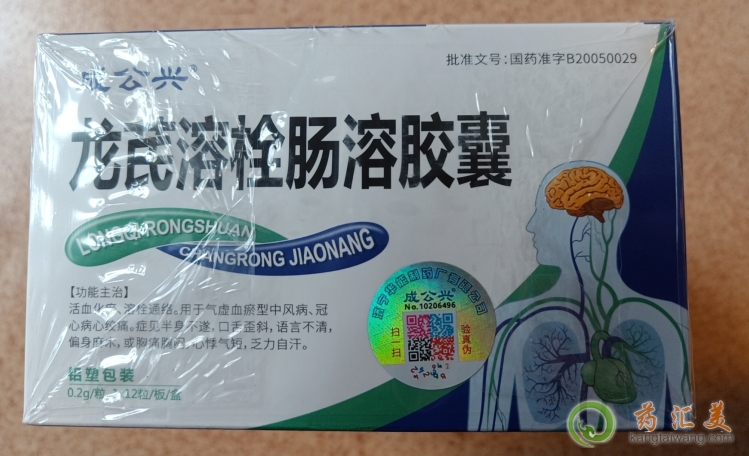 批准文号:国药准字B20050029
成公兴®
龙芪溶栓肠溶胶囊
LONGQI RONGSHUAN
CHANGRONG JIAONANG
【功能主治】
活血化瘀、溶栓通络。用于气虚血瘀型中风病、冠
心病心绞痛。症见半身不遂,口舌歪斜,语言不清,
偏身麻木,或胸痛胸闷,心悸气短,乏力自汗。
铝塑包装
0.2g/粒 12粒/板/盒
成公兴®
No.10206496
扫一扫
验真伪
药汇美
kanglaiwang.com